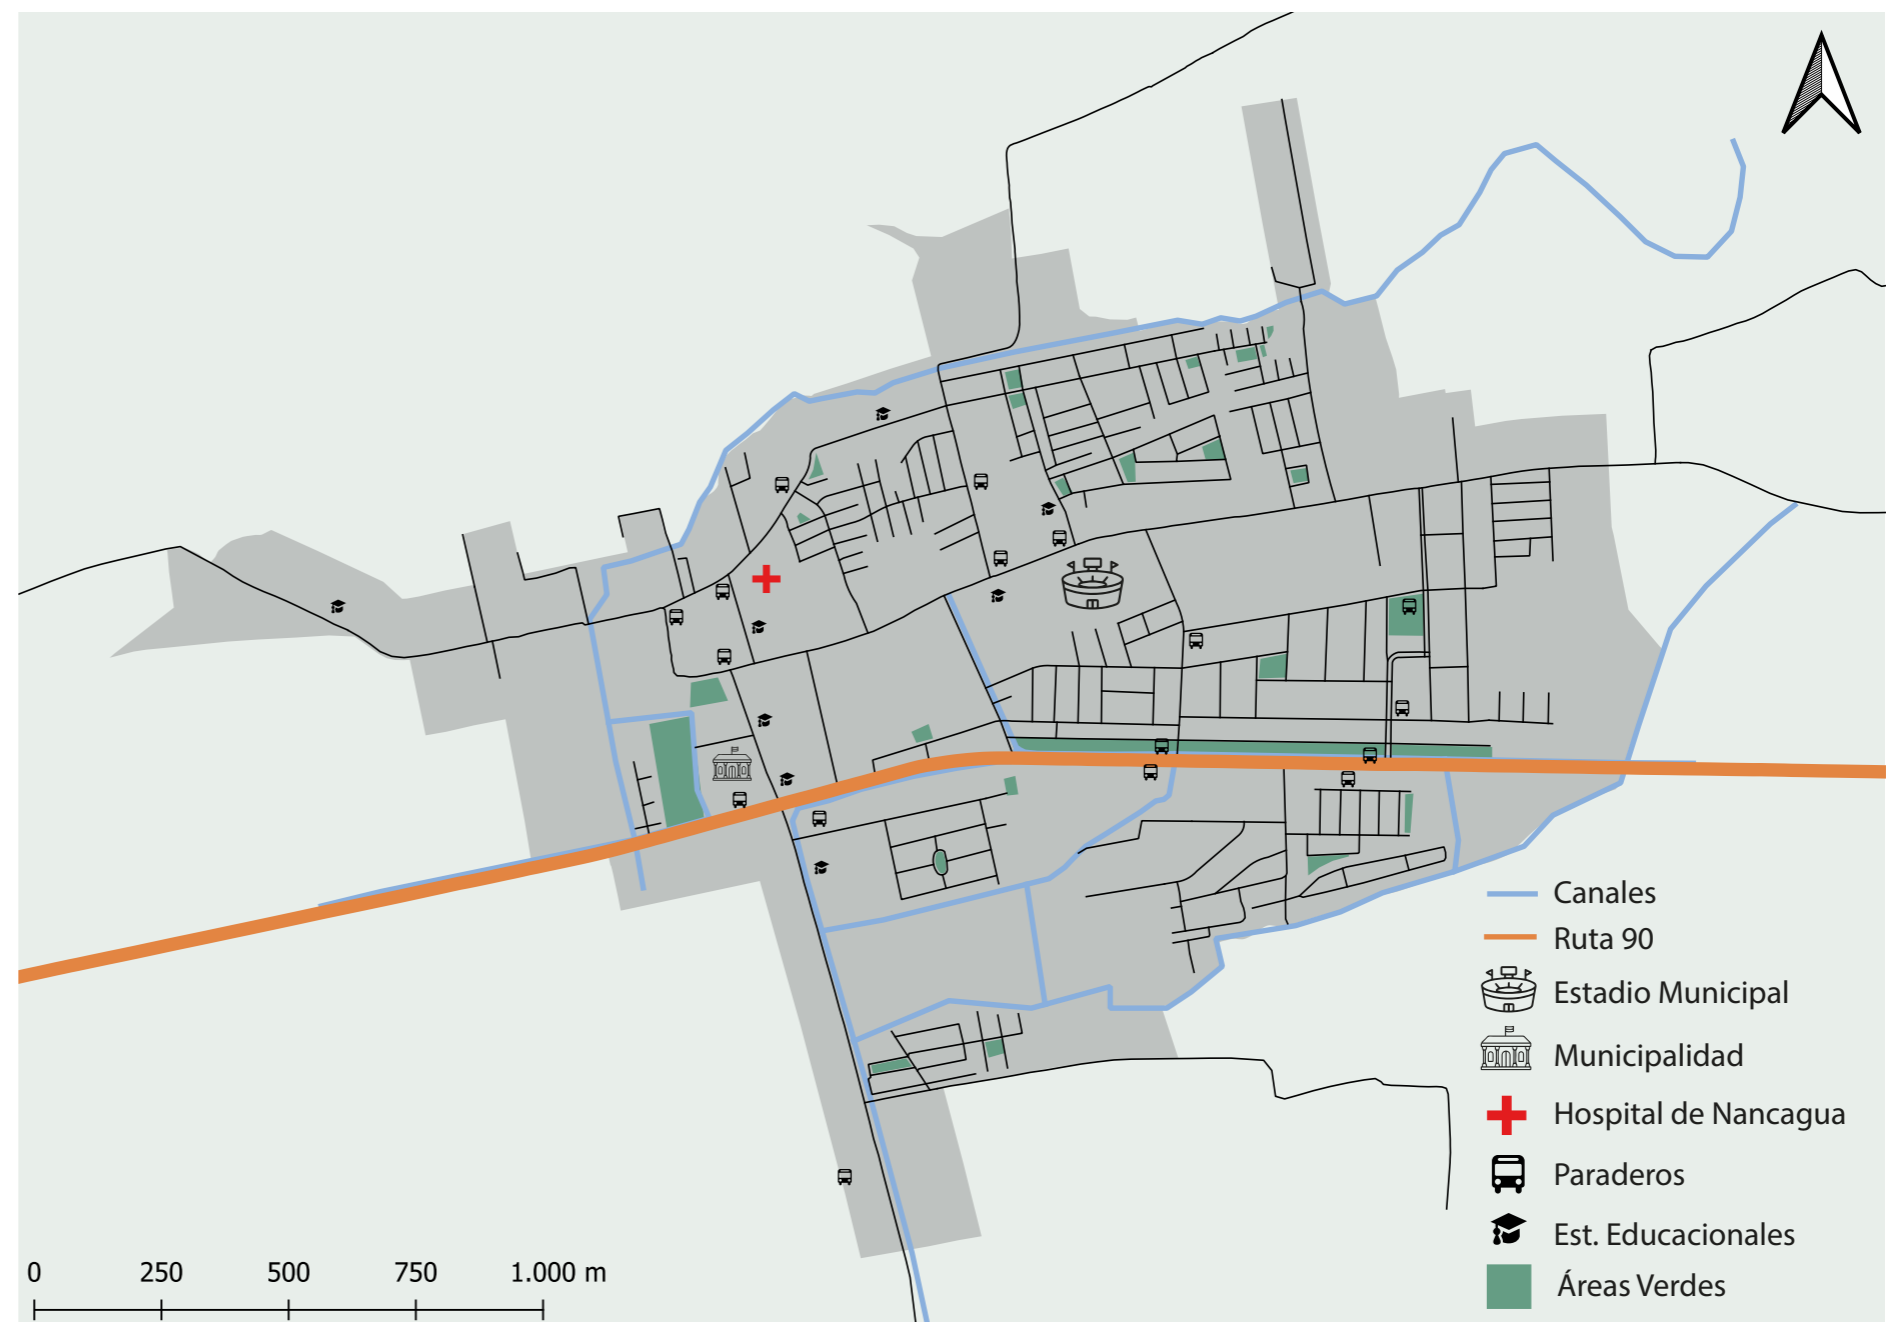 Canales
Ruta 90
Estadio Municipal
Municipalidad
Hospital de Nancagua
Paraderos
Est. Educacionales
Áreas Verdes
0 250 500 750 1.000 m